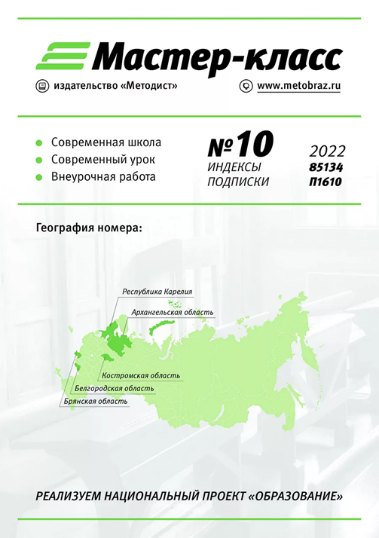 Мастер-класс
издательство «Методист» www.metobraz.ru
Современная школа
Современный урок
Внеурочная работа
№10 2022
ИНДЕКСЫ 85134
ПОДПИСКИ П1610
География номера:
Республика Карелия
Архангельская область
Костромская область
Белгородская область
Брянская область
РЕАЛИЗУЕМ НАЦИОНАЛЬНЫЙ ПРОЕКТ «ОБРАЗОВАНИЕ»